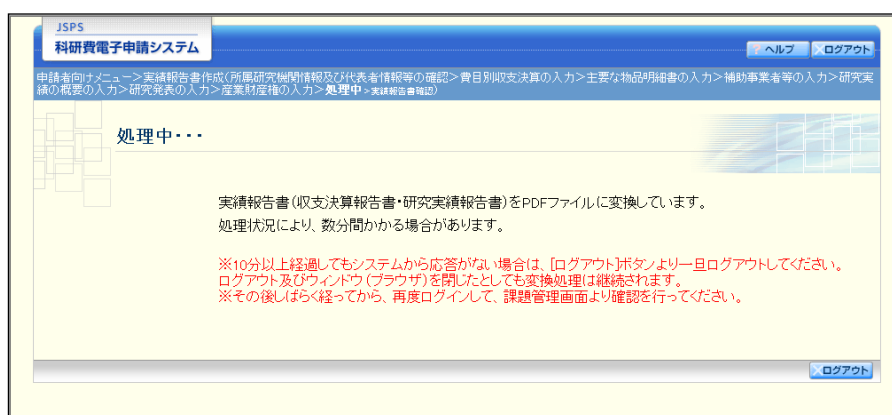 JSPS
科研費電子申請システム
? ヘルプ
ログアウト
申請者向けメニュー＞実績報告書作成(所属研究機関情報及び代表者情報等の確認＞費目別収支決算の入力＞主要な物品明細書の入力＞補助事業者等の入力＞研究実
績の概要の入力＞研究発表の入力＞産業財産権の入力＞処理中＞実績報告書確認)
処理中・・・
実績報告書(収支決算報告書・研究実績報告書)をPDFファイルに変換しています。
処理状況により、数分間かかる場合があります。
※10分以上経過してもシステムから応答がない場合は、[ログアウト]ボタンより一旦ログアウトしてください。
ログアウト及びウィンドウ(ブラウザ)を閉じたとしても変換処理は継続されます。
※その後しばらく経ってから、再度ログインして、課題管理画面より確認を行ってください。
ログアウト